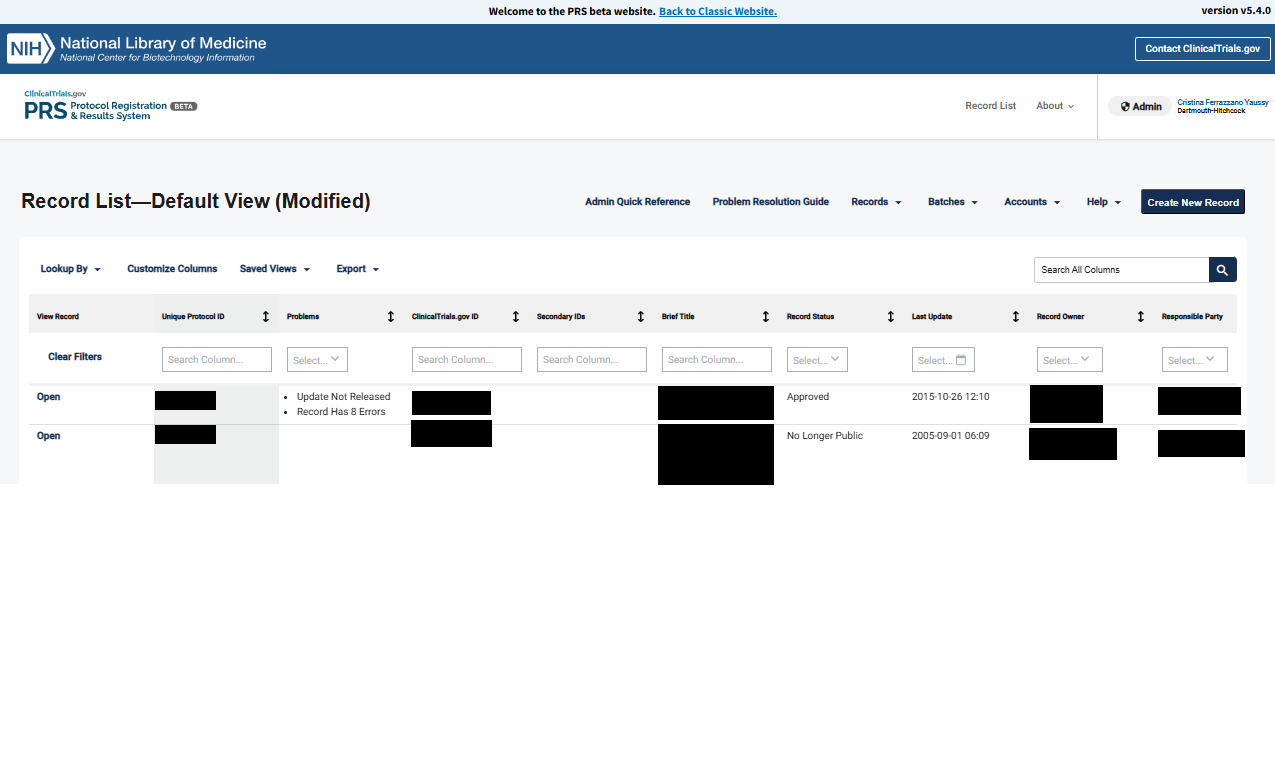 Welcome to the PRS beta website. Back to Classic Website.
version v5.4.0
NIH National Library of Medicine
National Center for Biotechnology Information
Contact ClinicalTrials.gov
ClinicalTrials.gov
PRS Protocol Registration & Results System BETA
Record List About
Admin
Cristina Ferrazzano Yaussy
Dartmouth-Hitchcock
Record List—Default View (Modified)
Admin Quick Reference Problem Resolution Guide Records Batches Accounts Help Create New Record
Lookup By Customize Columns Saved Views Export Search All Columns
View Record Unique Protocol ID Problems ClinicalTrials.gov ID Secondary IDs Brief Title Record Status Last Update Record Owner Responsible Party
Clear Filters Search Column... Select... Search Column... Search Column... Search Column... Select... Select... Select... Select...
Open Update Not Released Approved 2015-10-26 12:10
Record Has 8 Errors
Open No Longer Public 2005-09-01 06:09